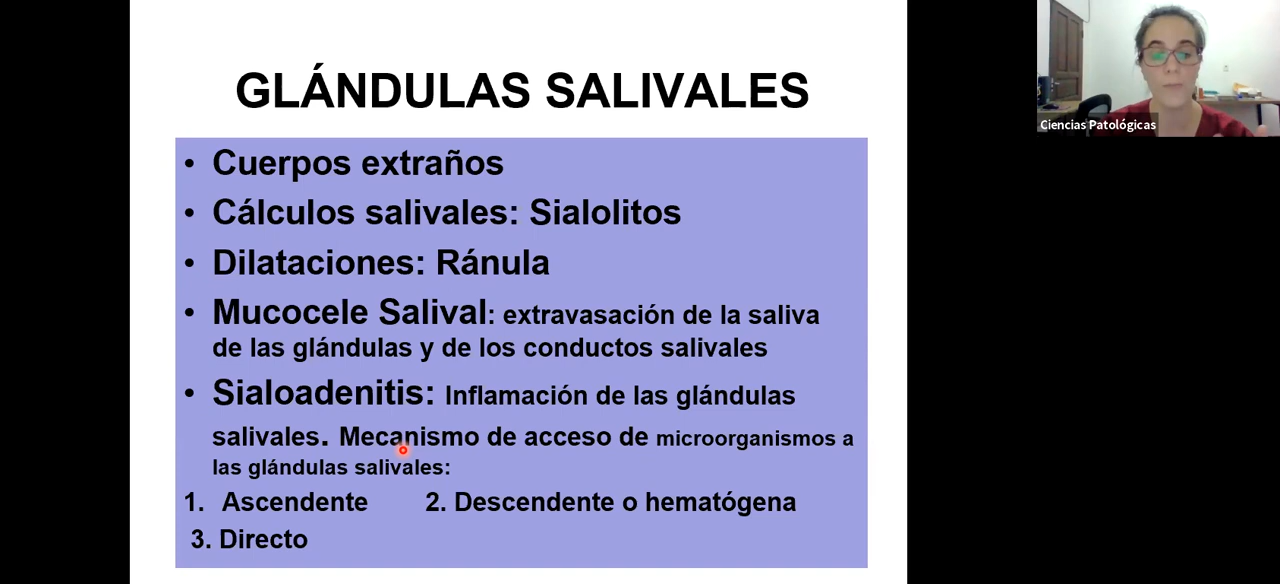 GLÁNDULAS SALIVALES
• Cuerpos extraños
• Cálculos salivales: Sialolitos
• Dilataciones: Ránula
• Mucocele Salival: extravasación de la saliva
de las glándulas y de los conductos salivales
• Sialoadenitis: Inflamación de las glándulas
salivales. Mecanismo de acceso de microorganismos a
las glándulas salivales:
1. Ascendente 2. Descendente o hematógena
3. Directo
Ciencias Patológicas